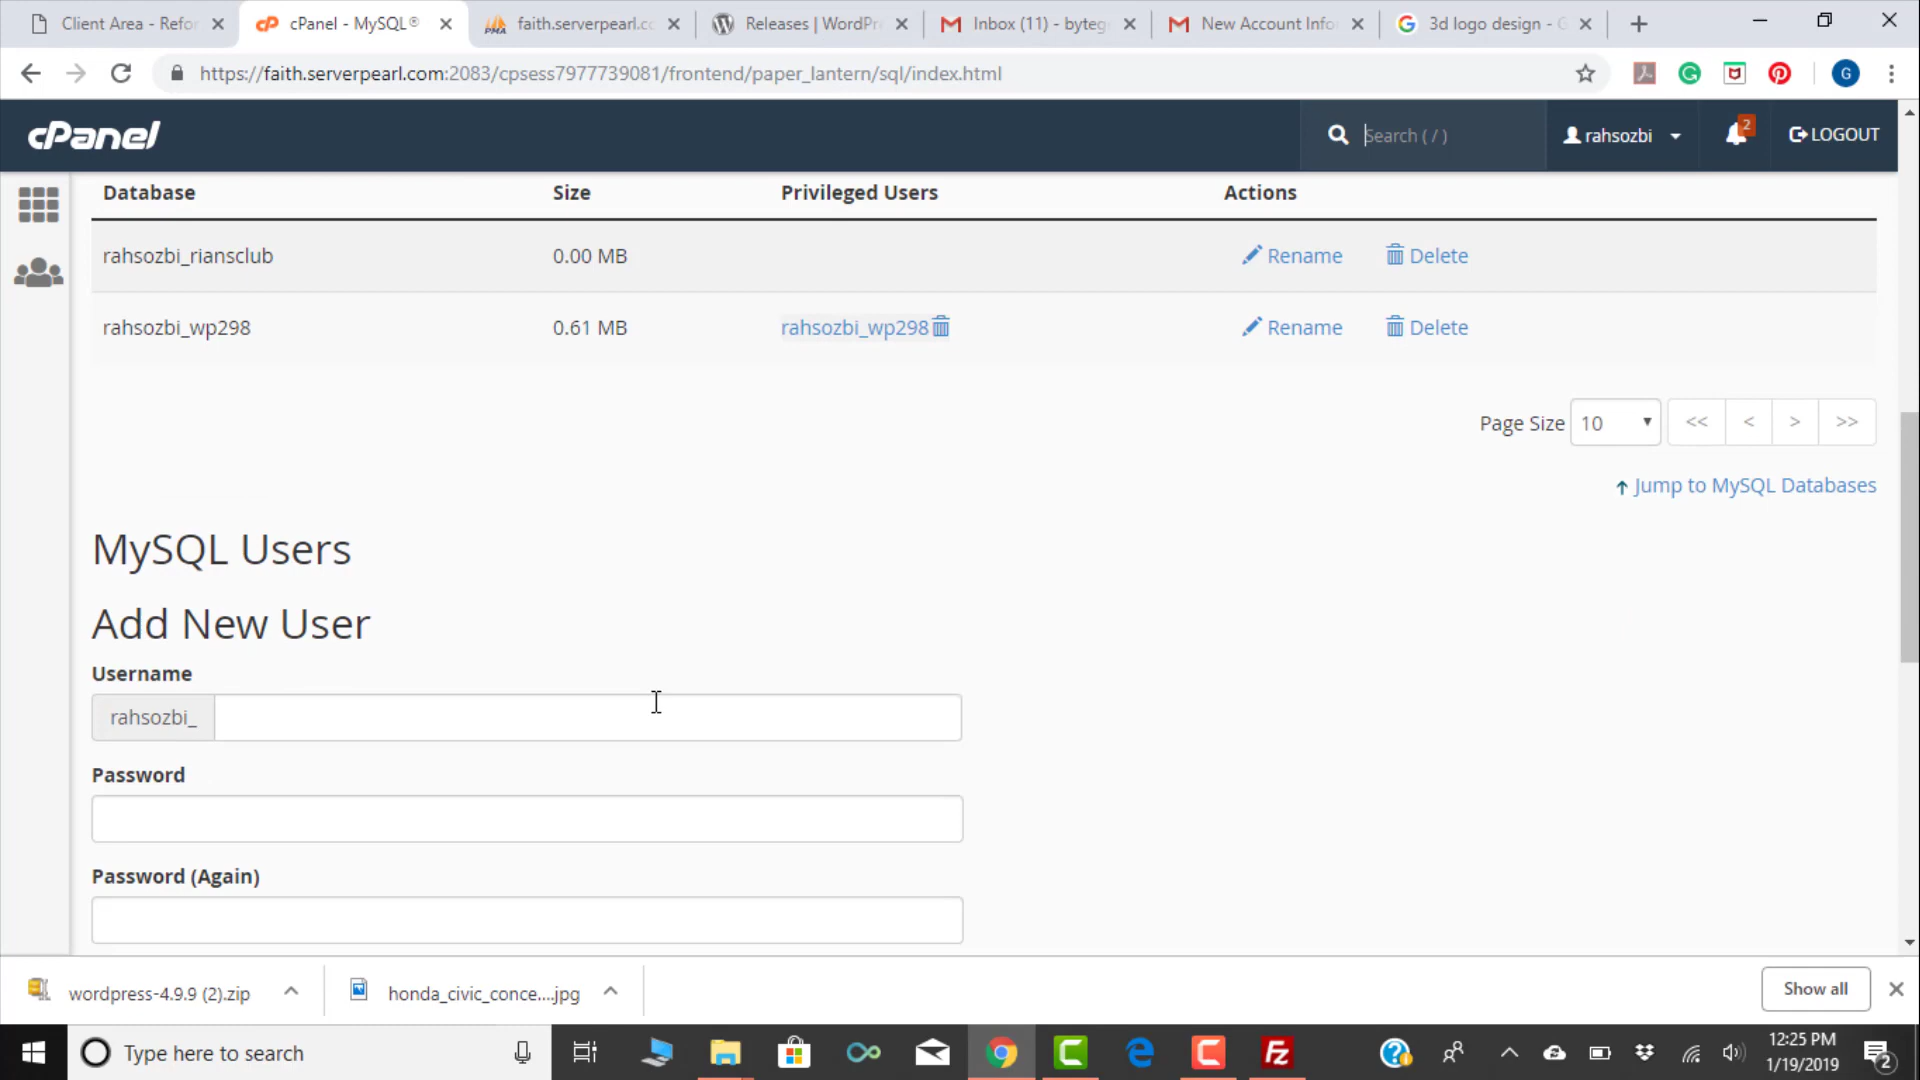 Client Area - Refor
cPanel - MySQL®
faith.serverpearl.co
Releases | WordPr
Inbox (11) - byteg
New Account Info
3d logo design - G
https://faith.serverpearl.com:2083/cpsess7977739081/frontend/paper_lantern/sql/index.html
G
cPanel
Search ( / )
rahsozbi
2
LOGOUT
Database Size Privileged Users Actions
rahsozbi_riansclub 0.00 MB Rename Delete
rahsozbi_wp298 0.61 MB rahsozbi_wp298 Rename Delete
Page Size 10 << < > >>
Jump to MySQL Databases
MySQL Users
Add New User
Username
rahsozbi_
Password
Password (Again)
wordpress-4.9.9 (2).zip
honda_civic_conce....jpg
Show all
Type here to search
12:25 PM
1/19/2019
2